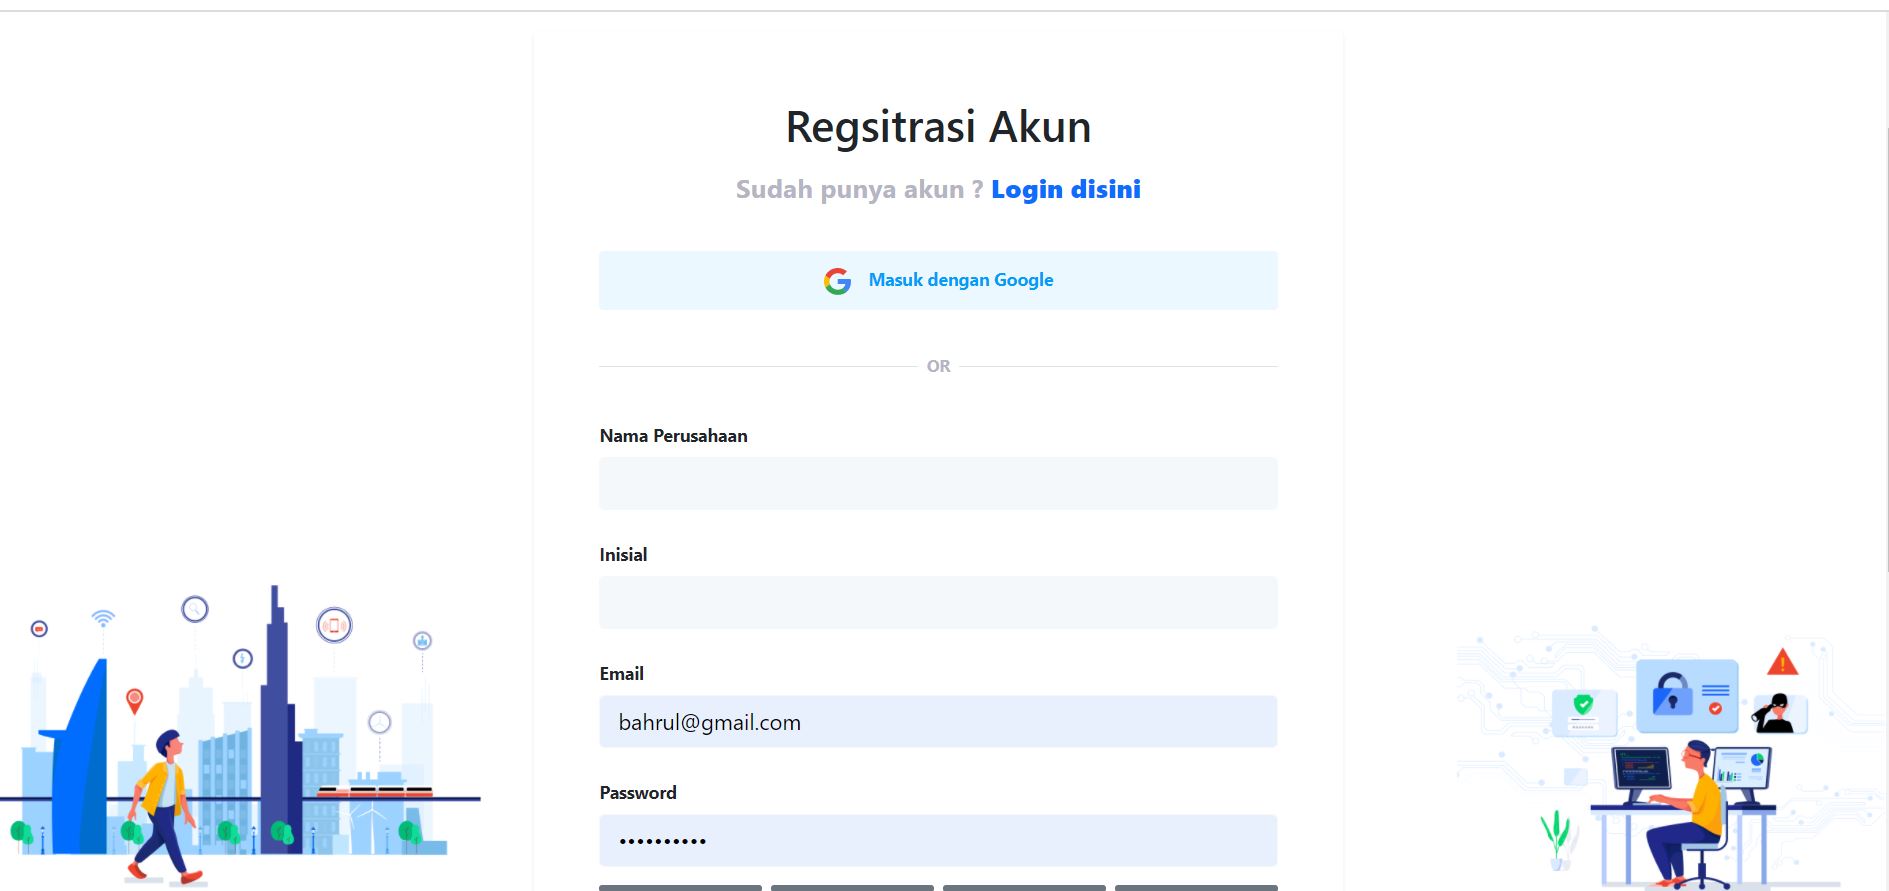 Regsitrasi Akun
Sudah punya akun ? Login disini
Masuk dengan Google
OR
Nama Perusahaan
Inisial
Email
bahrul@gmail.com
Password
••••••••••